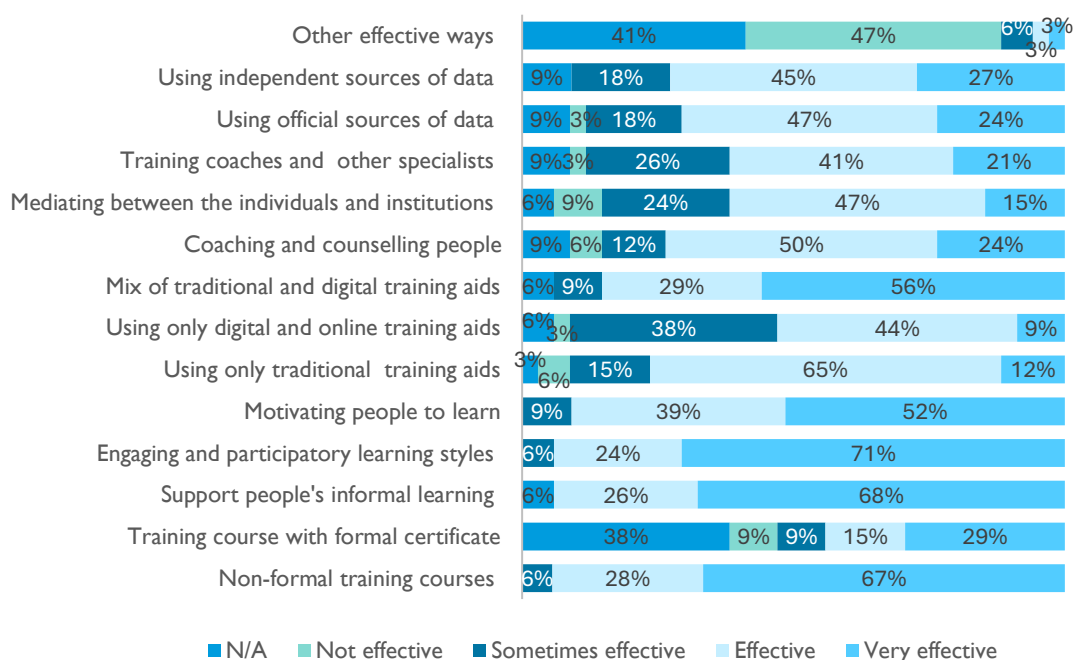 Other effective ways 41% 47% 6% 3% 3%
Using independent sources of data 9% 18% 45% 27%
Using official sources of data 9% 3% 18% 47% 24%
Training coaches and other specialists 9% 3% 26% 41% 21%
Mediating between the individuals and institutions 6% 9% 24% 47% 15%
Coaching and counselling people 9% 6% 12% 50% 24%
Mix of traditional and digital training aids 6% 9% 29% 56%
Using only digital and online training aids 6% 3% 38% 44% 9%
Using only traditional training aids 3% 6% 15% 65% 12%
Motivating people to learn 9% 39% 52%
Engaging and participatory learning styles 6% 24% 71%
Support people's informal learning 6% 26% 68%
Training course with formal certificate 38% 9% 9% 15% 29%
Non-formal training courses 6% 28% 67%
N/A Not effective Sometimes effective Effective Very effective